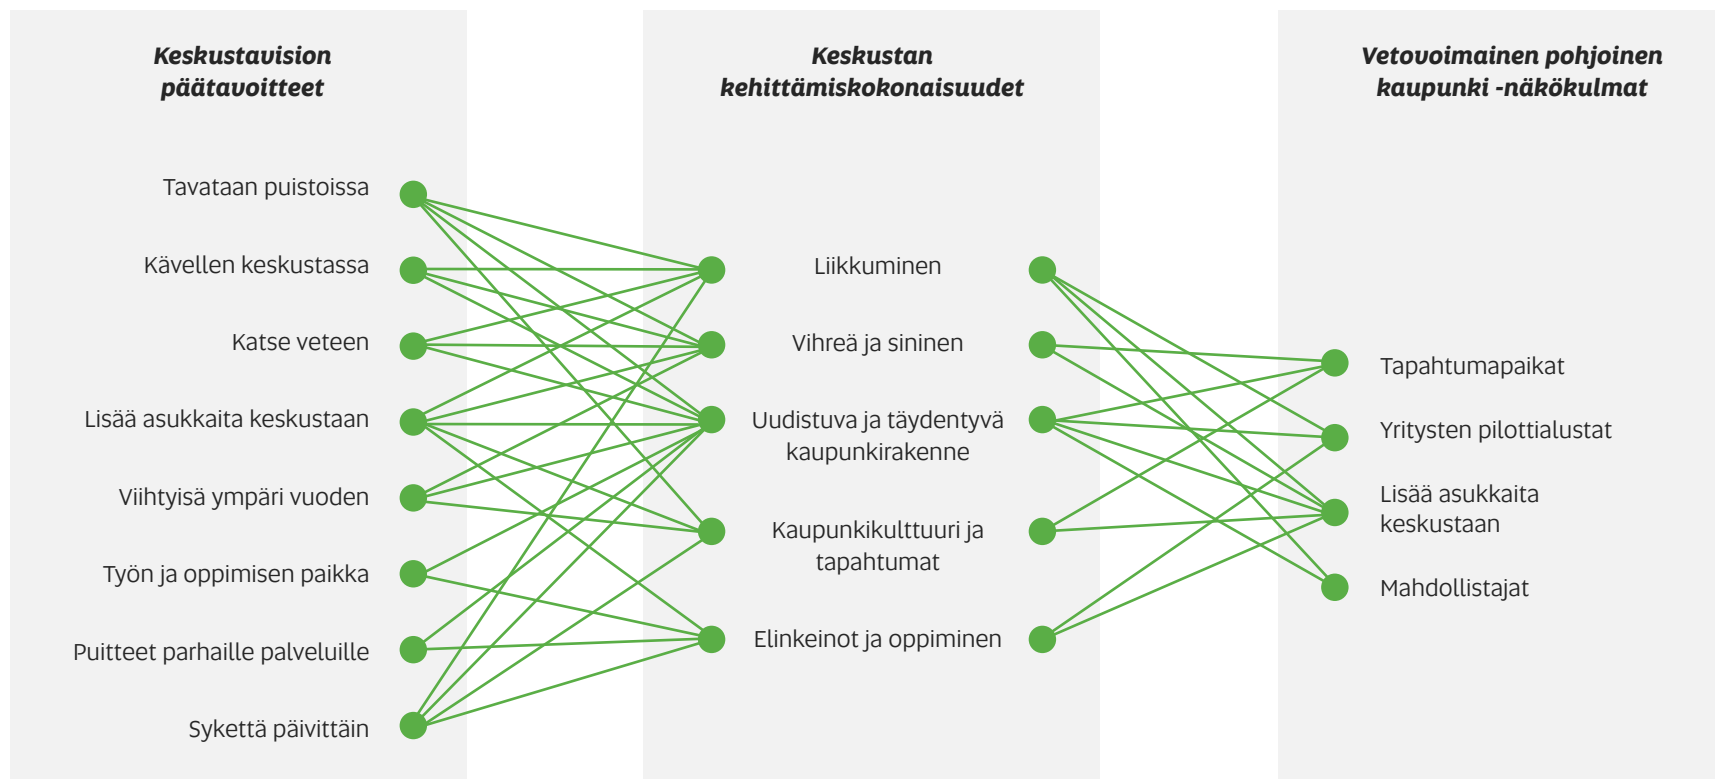 Keskustavision
päätavoitteet
Tavataan puistoissa
Kävellen keskustassa
Katse veteen
Lisää asukkaita keskustaan
Viihtyisä ympäri vuoden
Työn ja oppimisen paikka
Puitteet parhaille palveluille
Sykettä päivittäin
Keskustan
kehittämiskokonaisuudet
Liikkuminen
Vihreä ja sininen
Uudistuva ja täydentyvä
kaupunkirakenne
Kaupunkikulttuuri ja
tapahtumat
Elinkeinot ja oppiminen
Vetovoimainen pohjoinen
kaupunki -näkökulmat
Tapahtumapaikat
Yritysten pilottialustat
Lisää asukkaita
keskustaan
Mahdollistajat